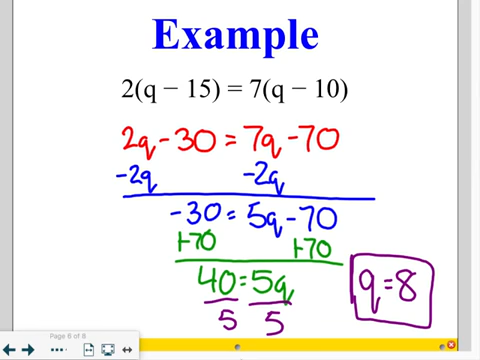 Example
2(q − 15) = 7(q − 10)
2q - 30 = 7q - 70
-2q -2q
-30 = 5q - 70
+70 +70
40 = 5q
5 5
q = 8
Page 6 of 8